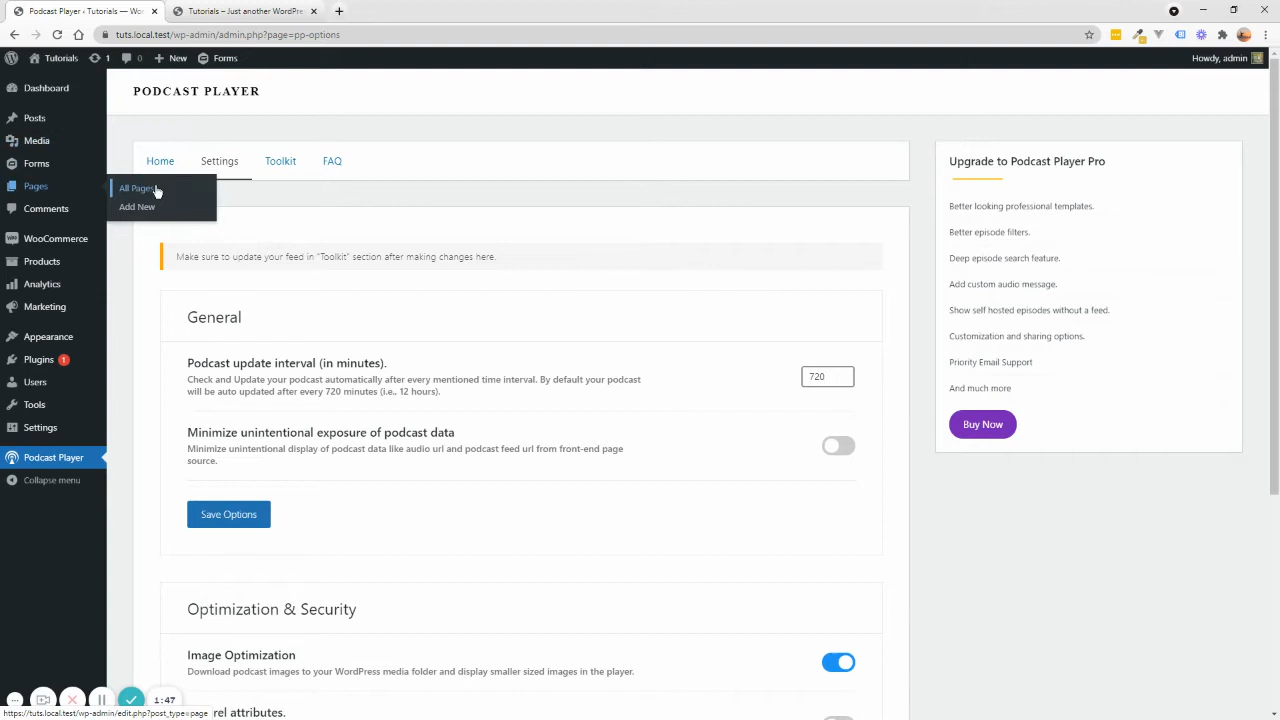 Podcast Player ‹ Tutorials — Wor
Tutorials – Just another WordPres
tuts.local.test/wp-admin/admin.php?page=pp-options
Tutorials
1
0
New
Forms
Howdy, admin
Dashboard
Posts
Media
Forms
Pages
Comments
WooCommerce
Products
Analytics
Marketing
Appearance
Plugins 1
Users
Tools
Settings
Podcast Player
Collapse menu
All Pages
Add New
PODCAST PLAYER
Home
Settings
Toolkit
FAQ
Make sure to update your feed in "Toolkit" section after making changes here.
General
Podcast update interval (in minutes).
Check and Update your podcast automatically after every mentioned time interval. By default your podcast
will be auto updated after every 720 minutes (i.e., 12 hours).
720
Minimize unintentional exposure of podcast data
Minimize unintentional display of podcast data like audio url and podcast feed url from front-end page
source.
Save Options
Optimization & Security
Image Optimization
Download podcast images to your WordPress media folder and display smaller sized images in the player.
rel attributes.
Upgrade to Podcast Player Pro
Better looking professional templates.
Better episode filters.
Deep episode search feature.
Add custom audio message.
Show self hosted episodes without a feed.
Customization and sharing options.
Priority Email Support
And much more
Buy Now
1:47
https://tuts.local.test/wp-admin/edit.php?post_type=page